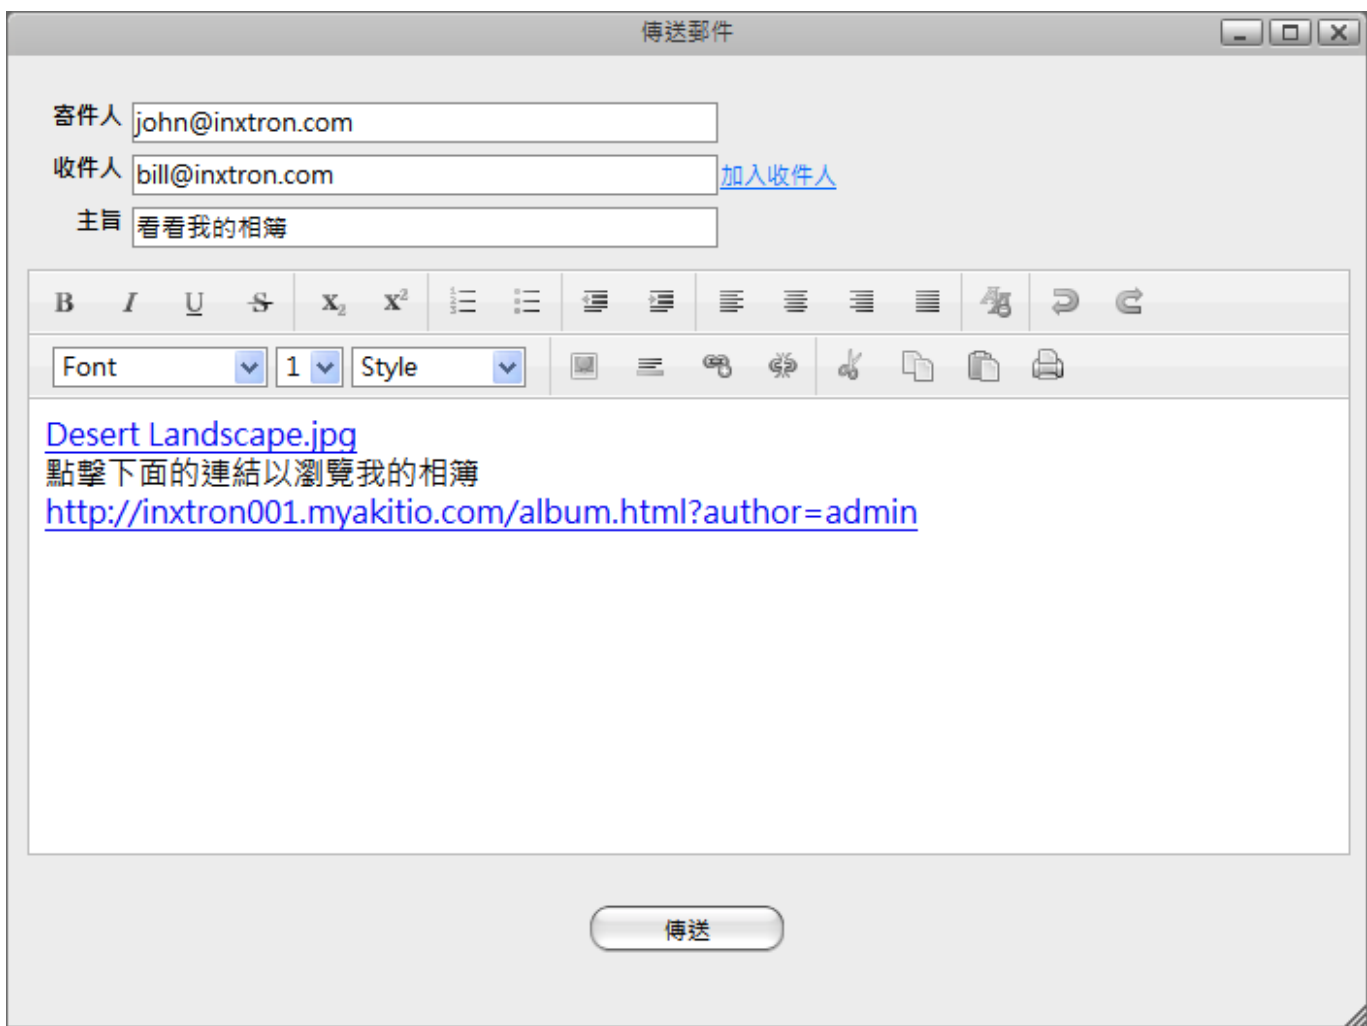 傳送郵件
寄件人 john@inxtron.com
收件人 bill@inxtron.com 加入收件人
主旨 看看我的相簿
B I U S X₂ X²
Font 1 Style
Desert Landscape.jpg
點擊下面的連結以瀏覽我的相簿
http://inxtron001.myakitio.com/album.html?author=admin
傳送